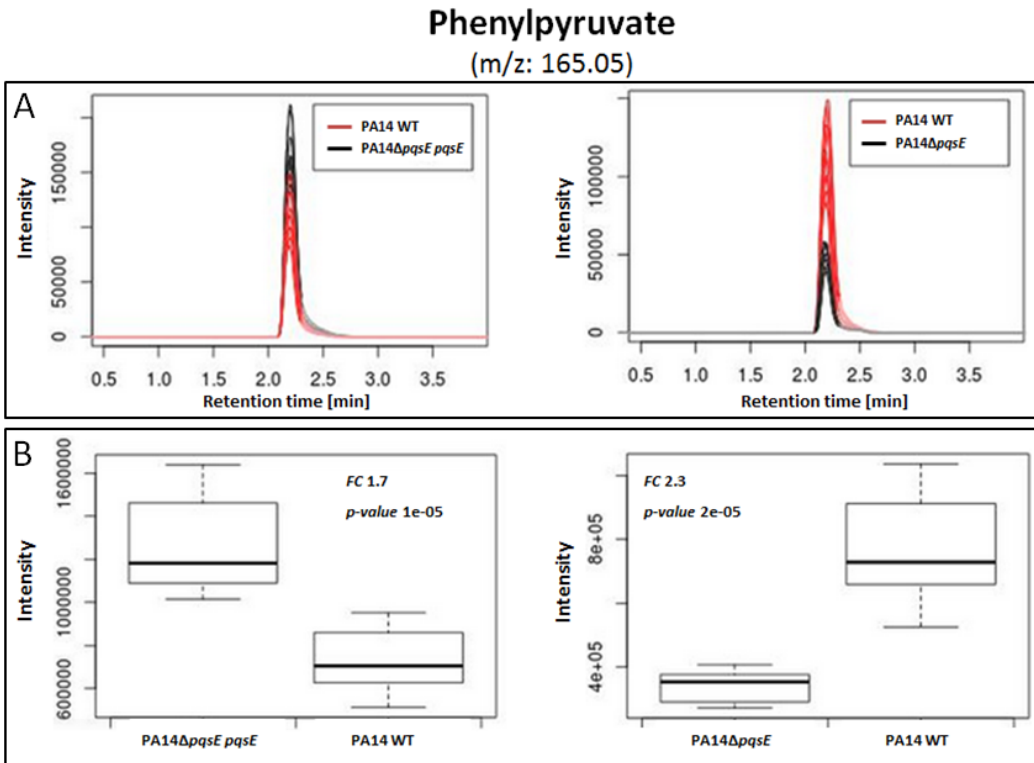 Phenylpyruvate
(m/z: 165.05)
A
Intensity
0 50000 150000
PA14 WT
PA14Δpqs​E pqsE
0.5 1.0 1.5 2.0 2.5 3.0 3.5
Retention time [min]
Intensity
0 50000 100000
PA14 WT
PA14ΔpqsE
0.5 1.0 1.5 2.0 2.5 3.0 3.5
Retention time [min]
B
Intensity
600000 1000000 1600000
FC 1.7
p-value 1e-05
PA14ΔpqsE pqsE PA14 WT
Intensity
4e+05 8e+05
FC 2.3
p-value 2e-05
PA14ΔpqsE PA14 WT